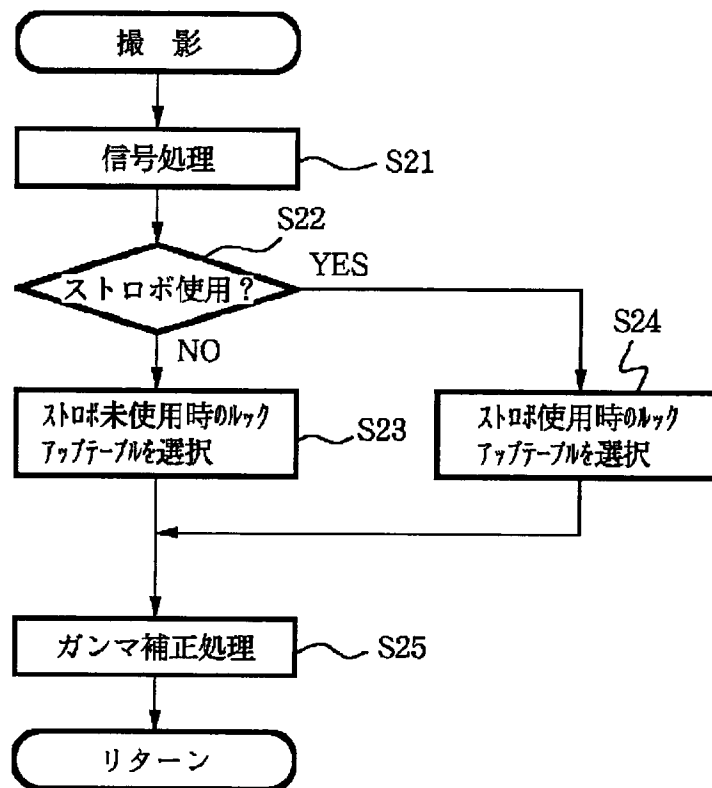 撮 影
信号処理
S21
S22
ストロボ使用?
YES
NO
S24
ストロボ未使用時のルック
アップテーブルを選択
S23
ストロボ使用時のルック
アップテーブルを選択
ガンマ補正処理
S25
リターン